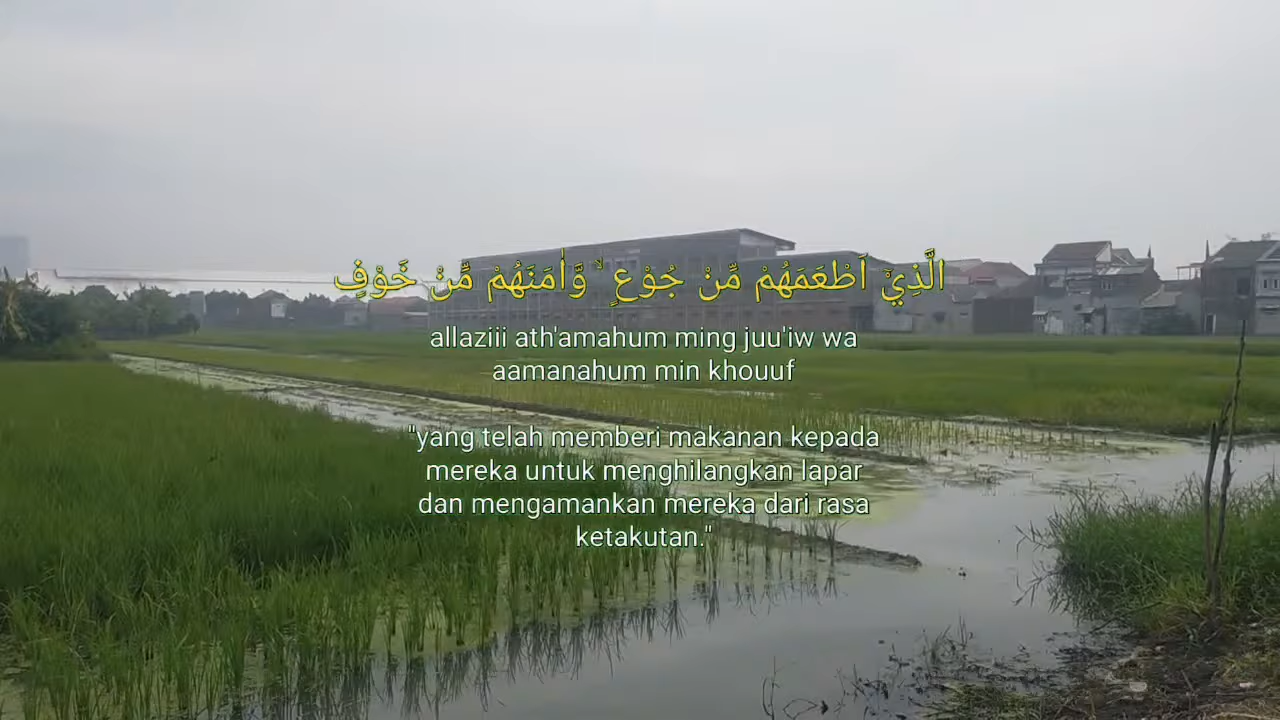 الَّذِيْٓ اَطْعَمَهُمْ مِّنْ جُوْعٍ ۙ وَّاٰمَنَهُمْ مِّنْ خَوْفٍ
allaziii ath'amahum ming juu'iw wa
aamanahum min khouuf
"yang telah memberi makanan kepada
mereka untuk menghilangkan lapar
dan mengamankan mereka dari rasa
ketakutan."